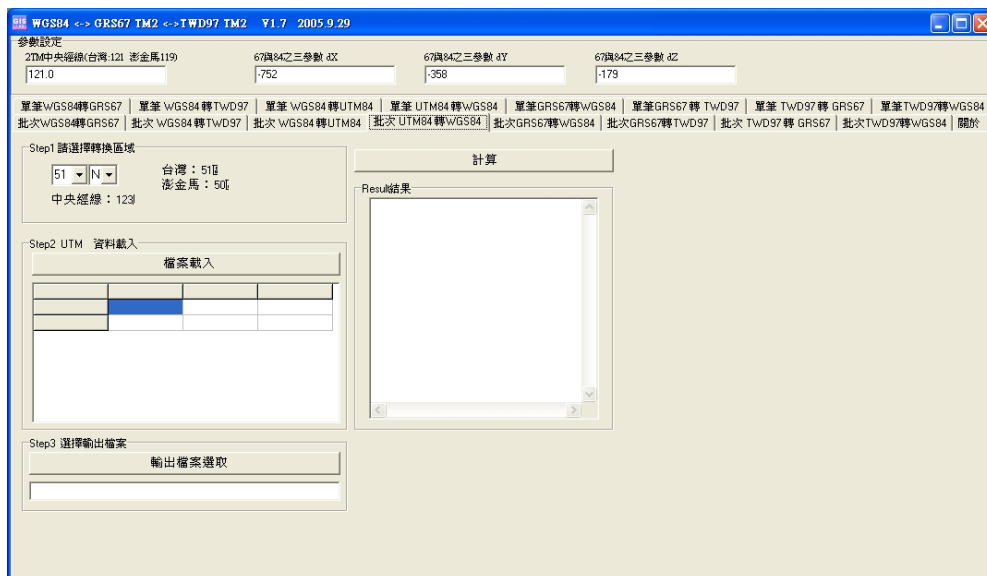 WGS84 <-> GRS67 TM2 <->TWD97 TM2 V1.7 2005.9.29
參數設定
2TM中央經線(台灣:121 澎金馬119) 67與84之三參數 dX 67與84之三參數 dY 67與84之三參數 dZ
121.0 -752 -358 -179
單筆WGS84轉GRS67 單筆 WGS84 轉TWD97 單筆 WGS84 轉UTM84 單筆 UTM84 轉WGS84 單筆GRS67轉WGS84 單筆GRS67 轉 TWD97 單筆 TWD97 轉 GRS67 單筆TWD97轉WGS84
批次WGS84轉GRS67 批次 WGS84 轉TWD97 批次 WGS84 轉UTM84 批次 UTM84 轉WGS84 批次GRS67轉WGS84 批次GRS67轉TWD97 批次 TWD97 轉 GRS67 批次TWD97轉WGS84 關於
Step1 請選擇轉換區域
計算
51 N
台灣：51
澎金馬：50
中央經線：123
Result結果
Step2 UTM 資料載入
檔案載入
Step3 選擇輸出檔案
輸出檔案選取